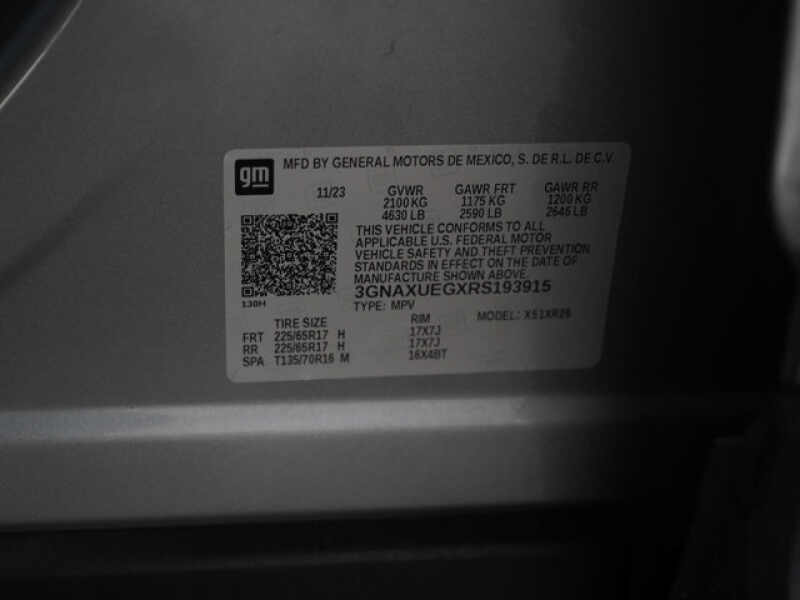 gm MFD BY GENERAL MOTORS DE MEXICO, S. DE R.L. DE C.V.
11/23 GVWR GAWR FRT GAWR RR
2100 KG 1175 KG 1200 KG
4630 LB 2590 LB 2646 LB
THIS VEHICLE CONFORMS TO ALL
APPLICABLE U.S. FEDERAL MOTOR
VEHICLE SAFETY AND THEFT PREVENTION
STANDARDS IN EFFECT ON THE DATE OF
MANUFACTURE SHOWN ABOVE.
3GNAXUEGXRS193915
130H TYPE: MPV MODEL: X51XR26
TIRE SIZE RIM
FRT 225/65R17 H 17X7J
RR 225/65R17 H 17X7J
SPA T135/70R16 M 16X4BT